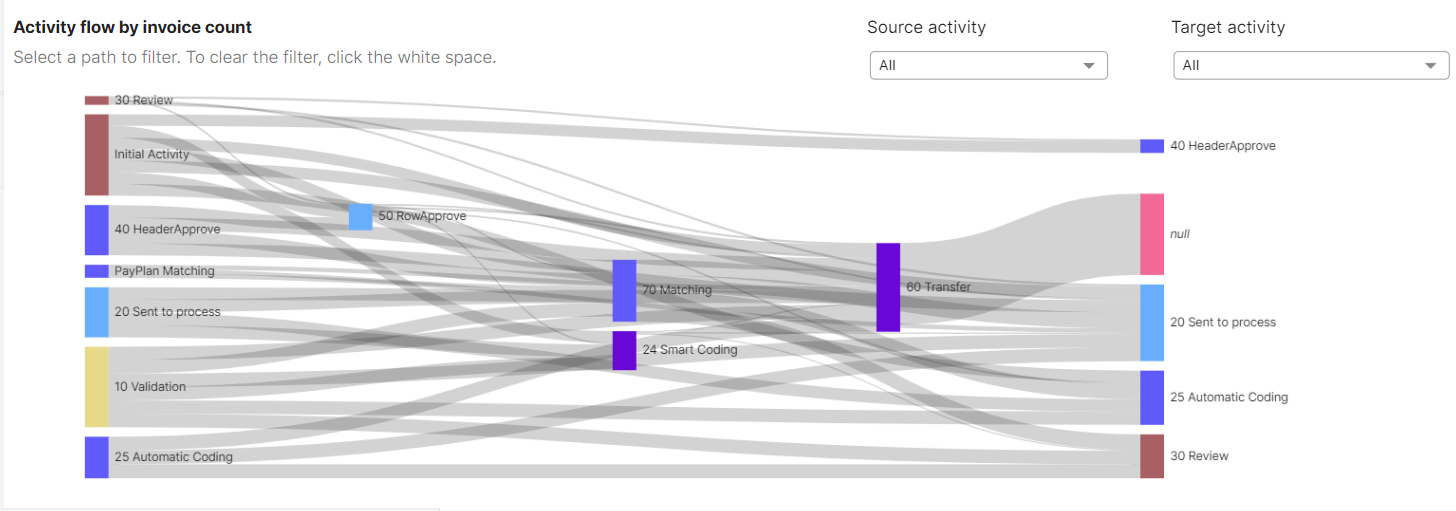 Activity flow by invoice count
Source activity
Target activity
Select a path to filter. To clear the filter, click the white space.
All
All
30 Review
40 HeaderApprove
Initial Activity
50 RowApprove
40 HeaderApprove
null
PayPlan Matching
60 Transfer
70 Matching
20 Sent to process
20 Sent to process
24 Smart Coding
10 Validation
25 Automatic Coding
25 Automatic Coding
30 Review